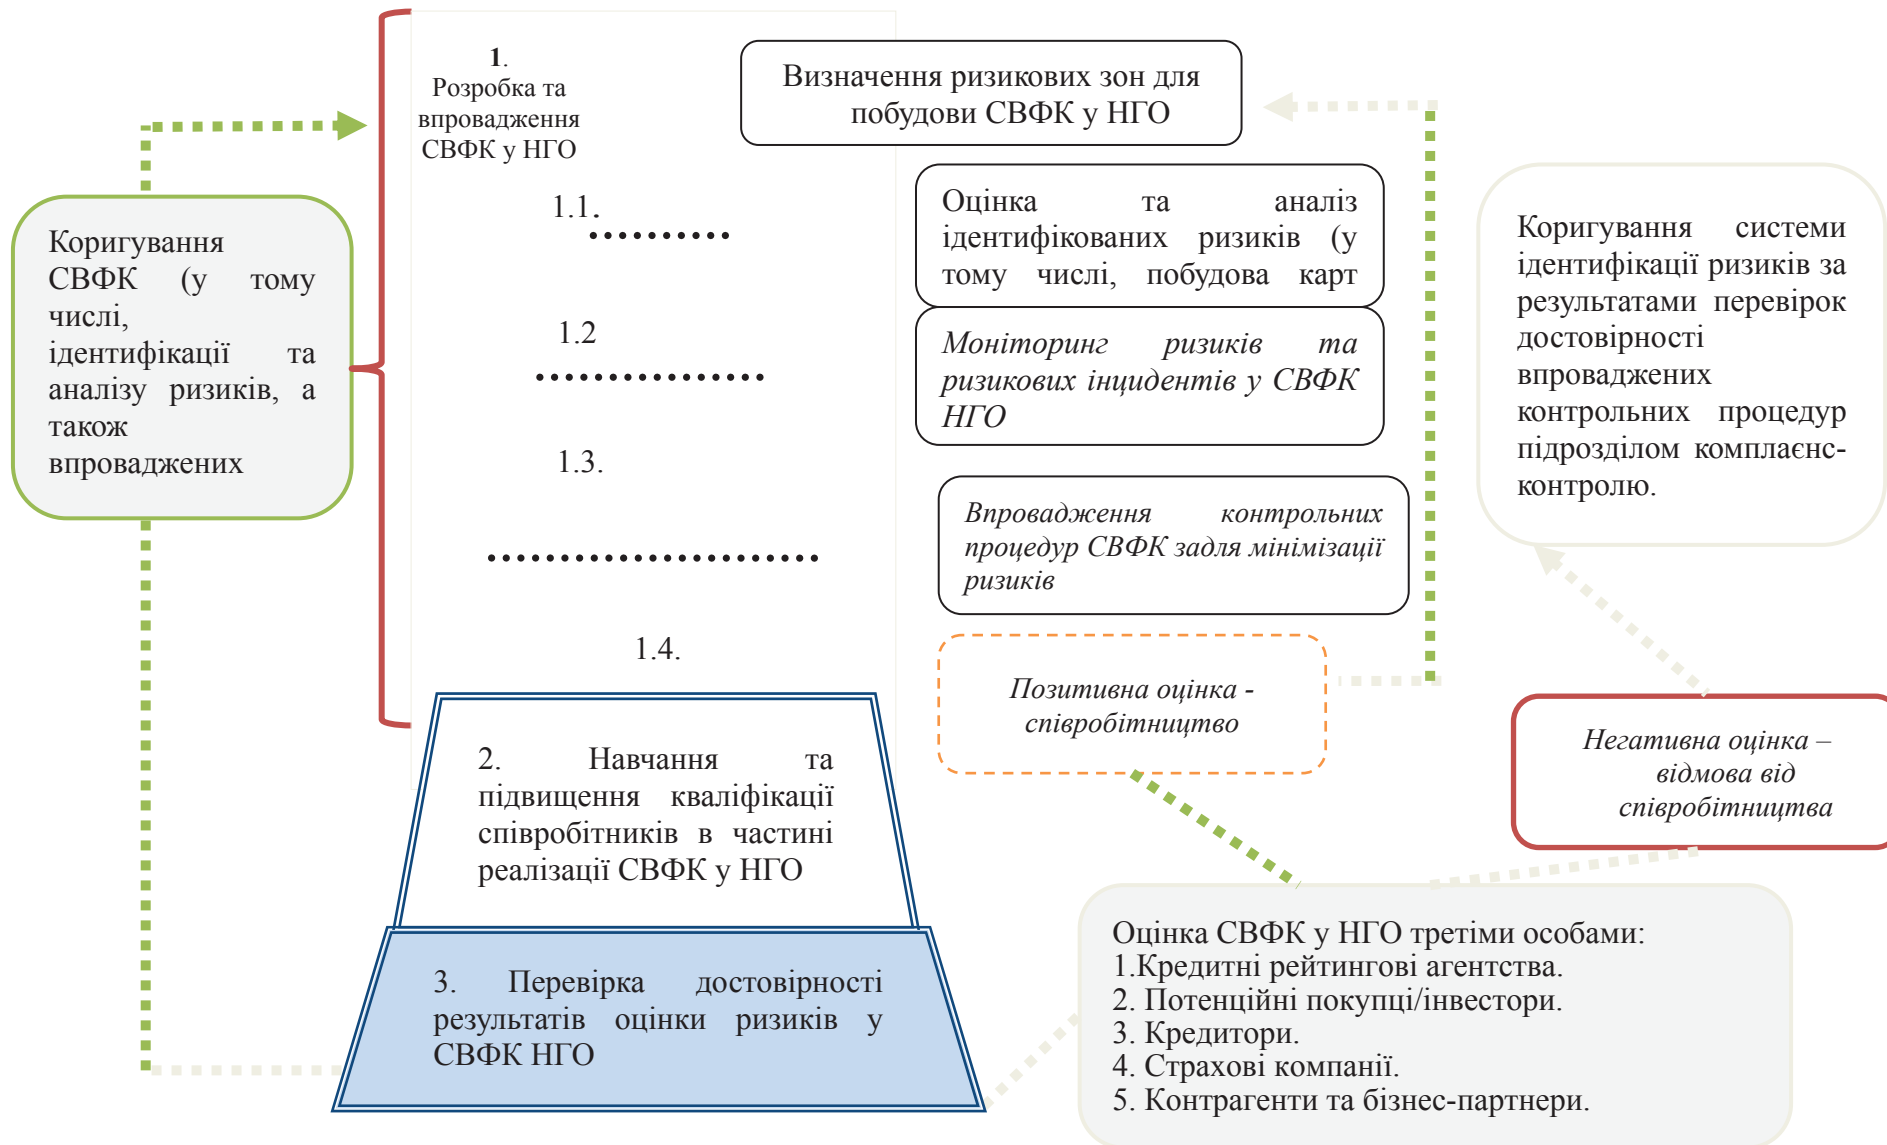 1.
Розробка та
впровадження
СВФК у НГО
Визначення ризикових зон для
побудови СВФК у НГО
1.1.
Оцінка та аналіз
ідентифікованих ризиків (у
тому числі, побудова карт
1.2
Моніторинг ризиків та
ризикових інцидентів у СВФК
НГО
1.3.
Впровадження контрольних
процедур СВФК задля мінімізації
ризиків
1.4.
Коригування
СВФК (у тому
числі,
ідентифікації та
аналізу ризиків, а
також
впроваджених
Коригування системи
ідентифікації ризиків за
результатами перевірок
достовірності
впроваджених
контрольних процедур
підрозділом комплаєнс-
контролю.
Позитивна оцінка -
співробітництво
Негативна оцінка –
відмова від
співробітництва
2. Навчання та
підвищення кваліфікації
співробітників в частині
реалізації СВФК у НГО
3. Перевірка достовірності
результатів оцінки ризиків у
СВФК НГО
Оцінка СВФК у НГО третіми особами:
1.Кредитні рейтингові агентства.
2. Потенційні покупці/інвестори.
3. Кредитори.
4. Страхові компанії.
5. Контрагенти та бізнес-партнери.